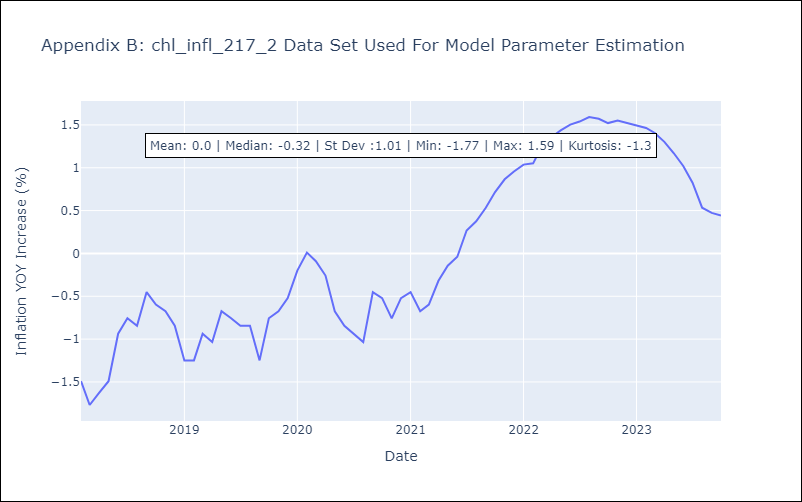 Appendix B: chl_infl_217_2 Data Set Used For Model Parameter Estimation
Mean: 0.0 | Median: -0.32 | St Dev :1.01 | Min: -1.77 | Max: 1.59 | Kurtosis: -1.3
Inflation YOY Increase (%)
1.5
1
0.5
0
−0.5
−1
−1.5
2019 2020 2021 2022 2023
Date